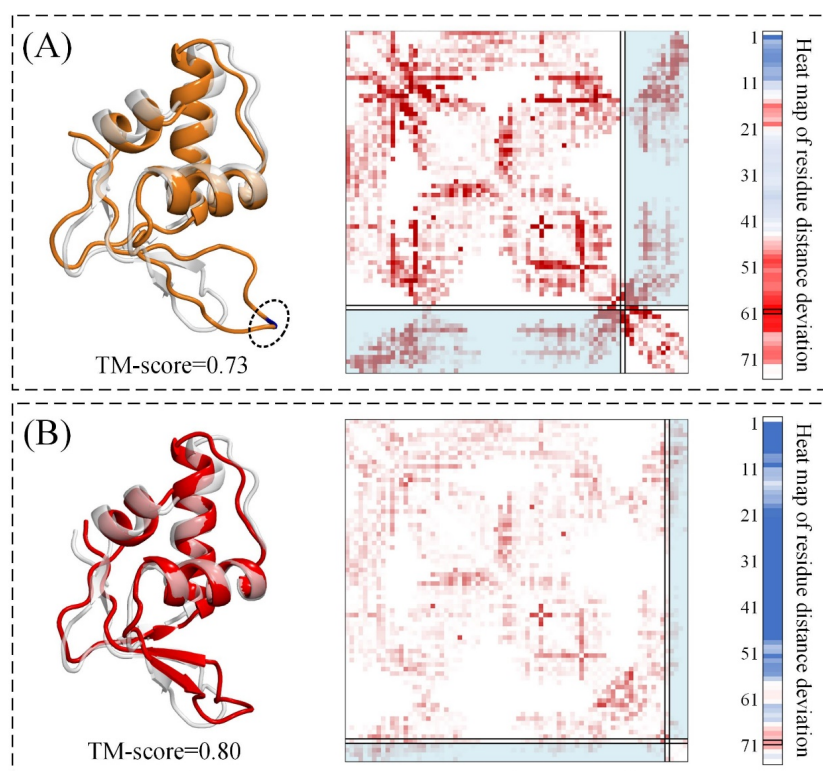 (A)
TM-score=0.73
1
11
21
31
41
51
61
71
Heat map of residue distance deviation
(B)
TM-score=0.80
1
11
21
31
41
51
61
71
Heat map of residue distance deviation